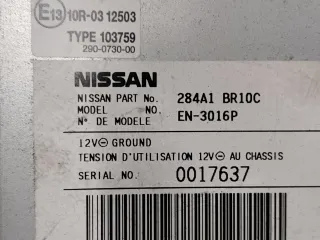 E13 10R-03 12503
TYPE 103759
290-0730-00
NISSAN
NISSAN PART No. 284A1 BR10C
MODEL No. EN-3016P
N° DE MODELE
12V⊖ GROUND
TENSION D'UTILISATION 12V⊖ AU CHASSIS
SERIAL NO. 0017637